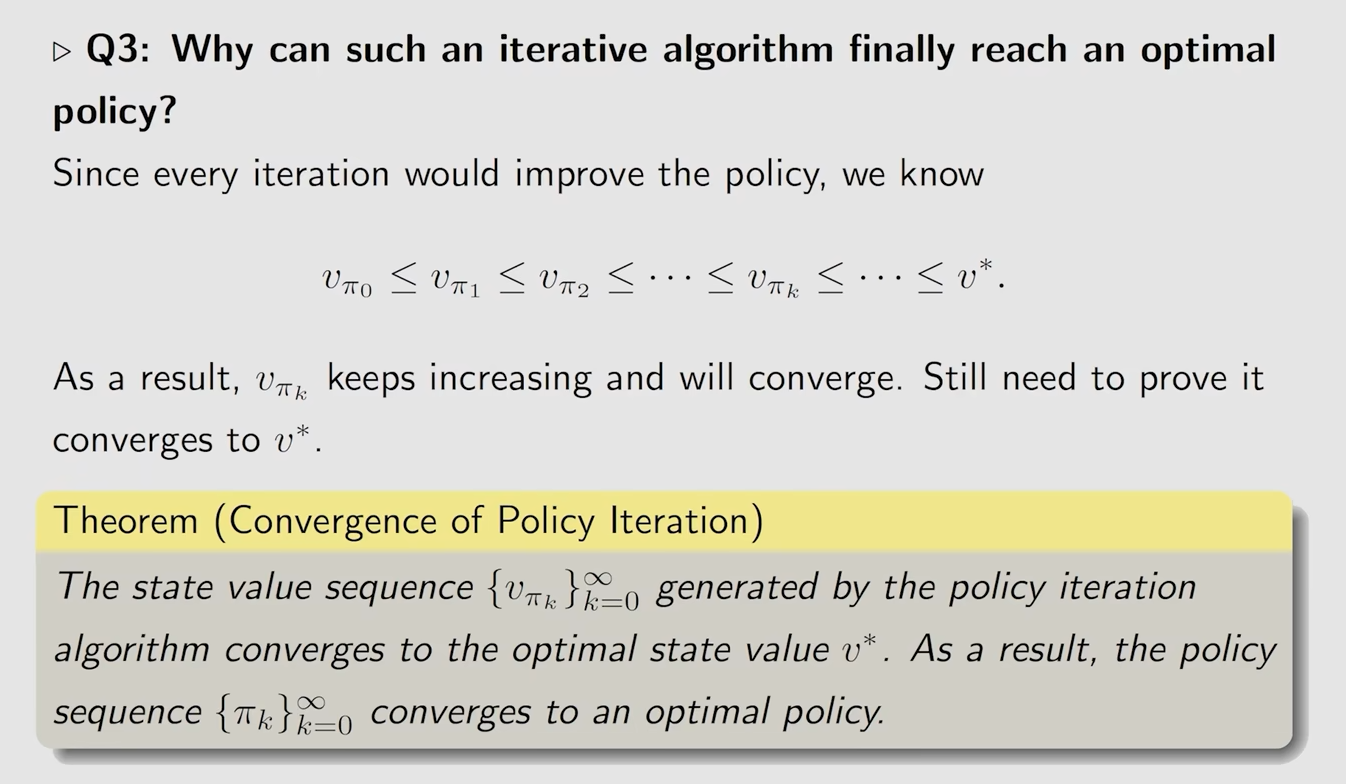 ▷ Q3: Why can such an iterative algorithm finally reach an optimal
policy?
Since every iteration would improve the policy, we know
$v_{\pi_0} \leq v_{\pi_1} \leq v_{\pi_2} \leq \cdots \leq v_{\pi_k} \leq \cdots \leq v^*.$
As a result, $v_{\pi_k}$ keeps increasing and will converge. Still need to prove it
converges to $v^*$.
Theorem (Convergence of Policy Iteration)
The state value sequence $\{v_{\pi_k}\}_{k=0}^{\infty}$ generated by the policy iteration
algorithm converges to the optimal state value $v^*$. As a result, the policy
sequence $\{\pi_k\}_{k=0}^{\infty}$ converges to an optimal policy.